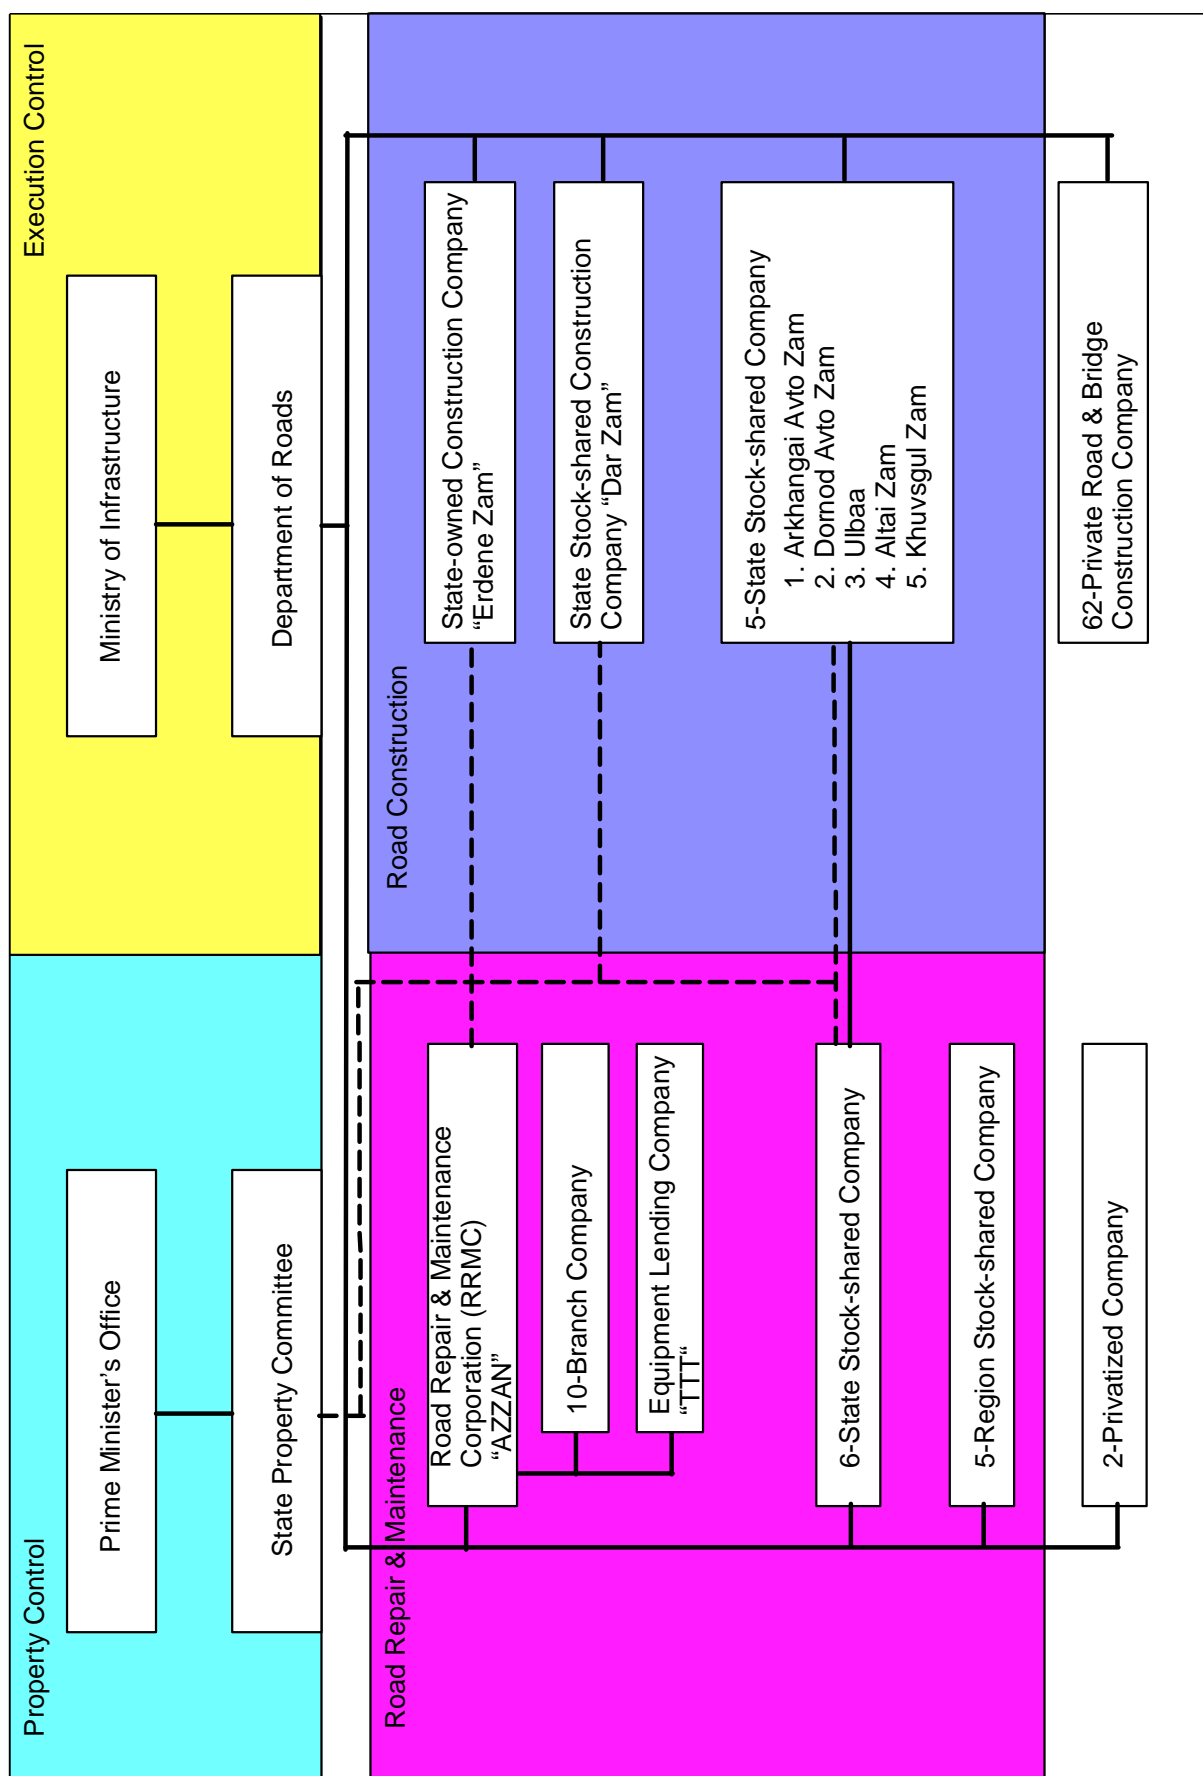 Property Control
Prime Minister’s Office
State Property Committee
Execution Control
Ministry of Infrastructure
Department of Roads
Road Repair & Maintenance
Road Repair & Maintenance
Corporation (RRMC)
“AZZAN”
10-Branch Company
Equipment Lending Company
“TTT“
6-State Stock-shared Company
5-Region Stock-shared Company
2-Privatized Company
Road Construction
State-owned Construction Company
“Erdene Zam”
State Stock-shared Construction
Company “Dar Zam”
5-State Stock-shared Company
1. Arkhangai Avto Zam
2. Dornod Avto Zam
3. Ulbaa
4. Altai Zam
5. Khuvsgul Zam
62-Private Road & Bridge
Construction Company